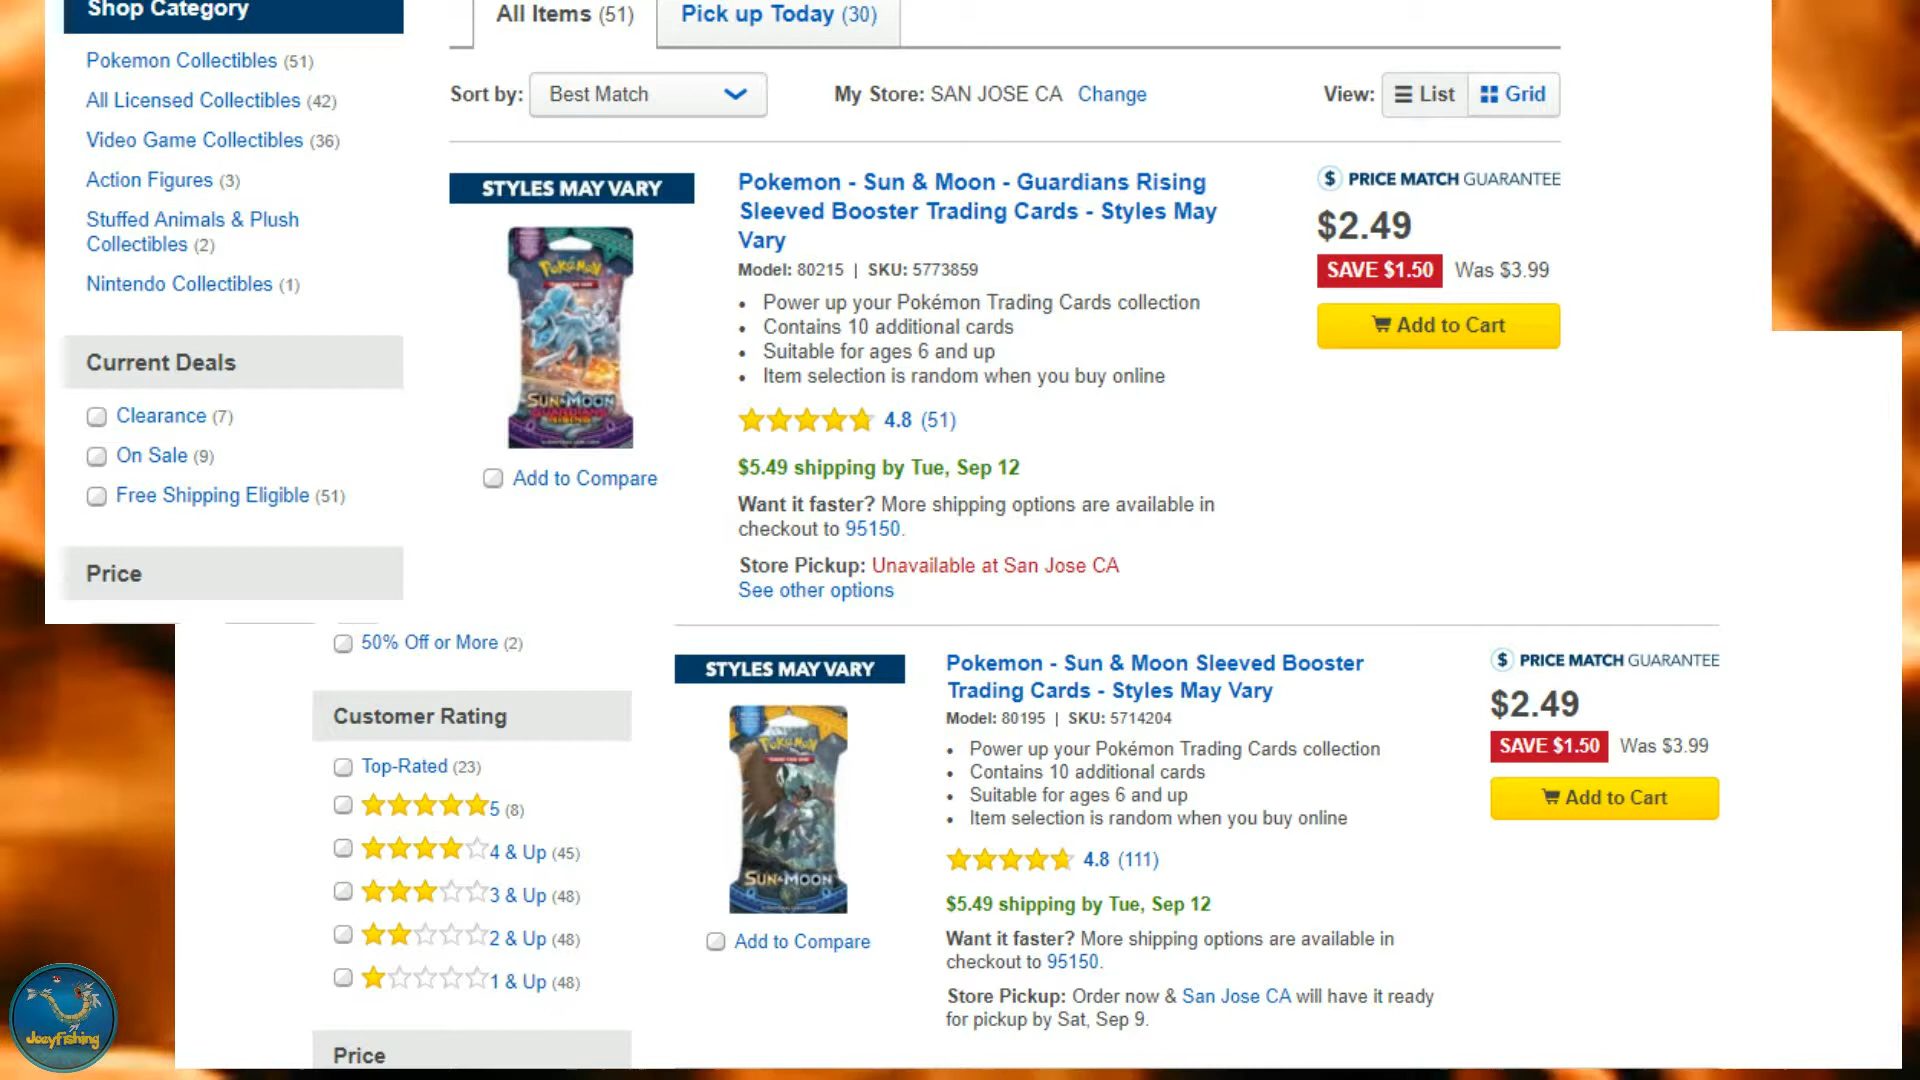 Shop Category
Pokemon Collectibles (51)
All Licensed Collectibles (42)
Video Game Collectibles (36)
Action Figures (3)
Stuffed Animals & Plush
Collectibles (2)
Nintendo Collectibles (1)
Current Deals
Clearance (7)
On Sale (9)
Free Shipping Eligible (51)
Price
All Items (51)
Pick up Today (30)
Sort by: Best Match
My Store: SAN JOSE CA Change
View: List Grid
STYLES MAY VARY
POKéMON
SUN & MOON
GUARDIANS RISING
Add to Compare
Pokemon - Sun & Moon - Guardians Rising
Sleeved Booster Trading Cards - Styles May
Vary
Model: 80215 | SKU: 5773859
• Power up your Pokémon Trading Cards collection
• Contains 10 additional cards
• Suitable for ages 6 and up
• Item selection is random when you buy online
4.8 (51)
$5.49 shipping by Tue, Sep 12
Want it faster? More shipping options are available in
checkout to 95150.
Store Pickup: Unavailable at San Jose CA
See other options
$ PRICE MATCH GUARANTEE
$2.49
SAVE $1.50 Was $3.99
Add to Cart
50% Off or More (2)
Customer Rating
Top-Rated (23)
5 (8)
4 & Up (45)
3 & Up (48)
2 & Up (48)
1 & Up (48)
Price
STYLES MAY VARY
POKéMON
SUN & MOON
Add to Compare
Pokemon - Sun & Moon Sleeved Booster
Trading Cards - Styles May Vary
Model: 80195 | SKU: 5714204
• Power up your Pokémon Trading Cards collection
• Contains 10 additional cards
• Suitable for ages 6 and up
• Item selection is random when you buy online
4.8 (111)
$5.49 shipping by Tue, Sep 12
Want it faster? More shipping options are available in
checkout to 95150.
Store Pickup: Order now & San Jose CA will have it ready
for pickup by Sat, Sep 9.
$ PRICE MATCH GUARANTEE
$2.49
SAVE $1.50 Was $3.99
Add to Cart
JoeyFishing